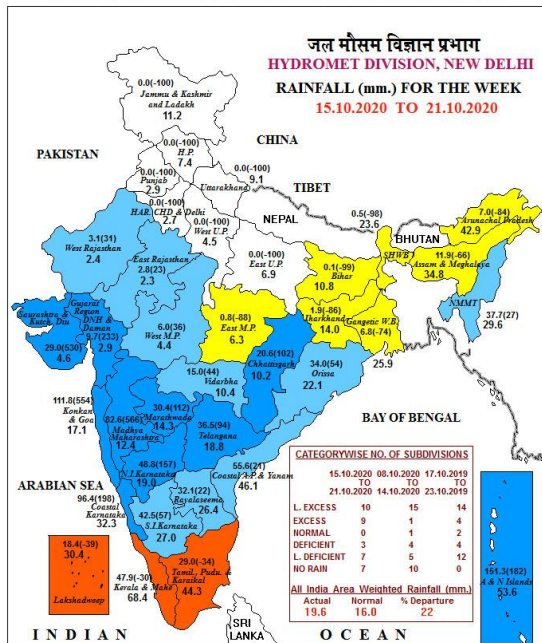 जल मौसम विज्ञान प्रभाग
HYDROMET DIVISION, NEW DELHI
RAINFALL (mm.) FOR THE WEEK
15.10.2020 TO 21.10.2020
0.0(-100)
Jammu & Kashmir
and Ladakh
11.2
CHINA
PAKISTAN
0.0(-100)
H.P.
7.4
0.0(-100)
Punjab
2.9
0.0(-100)
9.1
Uttarakhand
TIBET
0.0(-100)
HAR. CHD & Delhi
2.7
0.0(-100)
West U.P.
4.5
NEPAL
0.0(-100)
East U.P.
6.9
0.5(-98)
23.6
SHWB
BHUTAN
7.0(-84)
Arunachal Pradesh
42.9
11.9(-66)
Assam & Meghalaya
34.8
NMMT
37.7(27)
29.6
3.1(31)
West Rajasthan
2.4
East Rajasthan
2.8(23)
2.3
0.1(-99)
Bihar
10.8
1.9(-86)
Jharkhand
14.0
Gangetic W.B.
6.8(-74)
25.9
Gujarat
Region
DNH &
Daman
9.7(233)
2.9
Saurashtra &
Kutch, Diu
29.0(530)
4.6
6.0(36)
West M.P.
4.4
0.8(-88)
East M.P.
6.3
20.6(102)
Chhattisgarh
10.2
34.0(54)
Orissa
22.1
15.0(44)
Vidarbha
10.4
111.8(554)
Konkan
& Goa
17.1
82.6(566)
Madhya
Maharashtra
12.4
30.4(112)
Marathwada
14.3
36.5(94)
Telangana
18.8
BAY OF BENGAL
48.8(157)
N.I.Karnataka
19.0
55.6(21)
Coastal A.P. & Yanam
46.1
ARABIAN SEA
96.4(198)
Coastal
Karnataka
32.3
32.1(22)
Rayalaseema
26.4
42.5(57)
S.I.Karnataka
27.0
18.4(-39)
30.4
Lakshadweep
47.9(-30)
Kerala & Mahe
68.4
29.0(-34)
Tamil., Pudu. &
Karaikal
44.3
151.3(182)
A & N Islands
53.6
CATEGORYWISE NO. OF SUBDIVISIONS
15.10.2020 08.10.2020 17.10.2019
TO TO TO
21.10.2020 14.10.2020 23.10.2019
L. EXCESS 10 15 14
EXCESS 9 1 4
NORMAL 0 1 2
DEFICIENT 3 4 4
L. DEFICIENT 7 5 12
NO RAIN 7 10 0
All India Area Weighted Rainfall (mm.)
Actual Normal % Departure
19.6 16.0 22
SRI
LANKA
INDIAN OCEAN